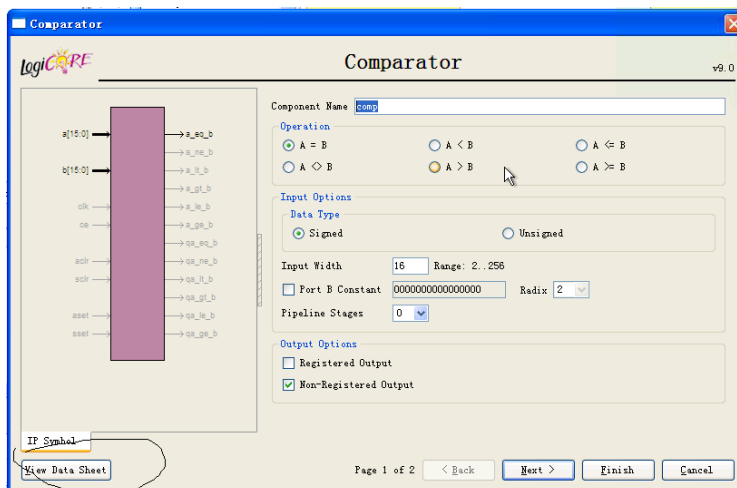 Comparator
LogiCORE
Comparator
v9.0
a[15:0]
b[15:0]
clk
ce
aclr
sclr
aset
sset
a_eq_b
a_ne_b
a_lt_b
a_gt_b
a_le_b
a_ge_b
qa_eq_b
qa_ne_b
qa_lt_b
qa_gt_b
qa_le_b
qa_ge_b
IP Symbol
View Data Sheet
Component Name comp
Operation
A = B A < B A <= B
A <> B A > B A >= B
Input Options
Data Type
Signed Unsigned
Input Width 16 Range: 2..256
Port B Constant 0000000000000000 Radix 2
Pipeline Stages 0
Output Options
Registered Output
Non-Registered Output
Page 1 of 2 < Back Next > Finish Cancel